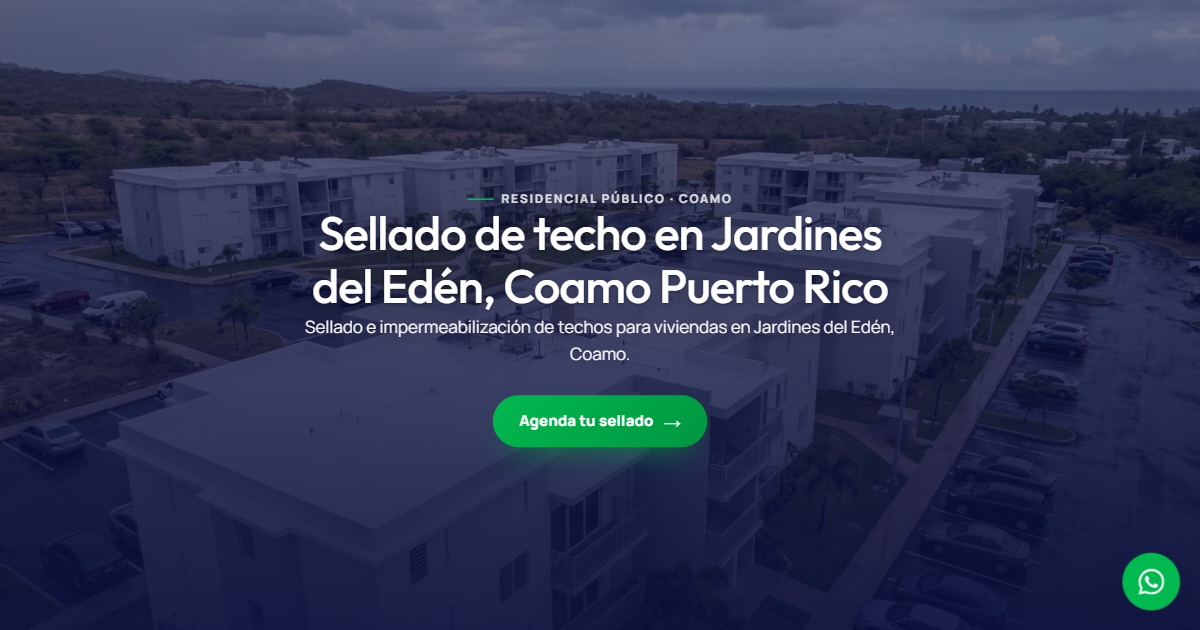 RESIDENCIAL PÚBLICO · COAMO
Sellado de techo en Jardines
del Edén, Coamo Puerto Rico
Sellado e impermeabilización de techos para viviendas en Jardines del Edén,
Coamo.
Agenda tu sellado →